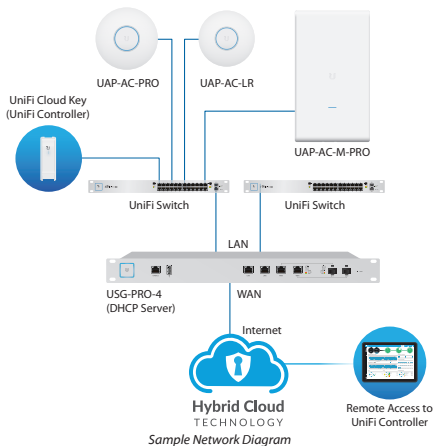 UAP-AC-PRO
UAP-AC-LR
UniFi Cloud Key
(UniFi Controller)
UAP-AC-M-PRO
UniFi Switch
UniFi Switch
LAN
USG-PRO-4
(DHCP Server)
WAN
Internet
Hybrid Cloud
TECHNOLOGY
Remote Access to
UniFi Controller
Sample Network Diagram